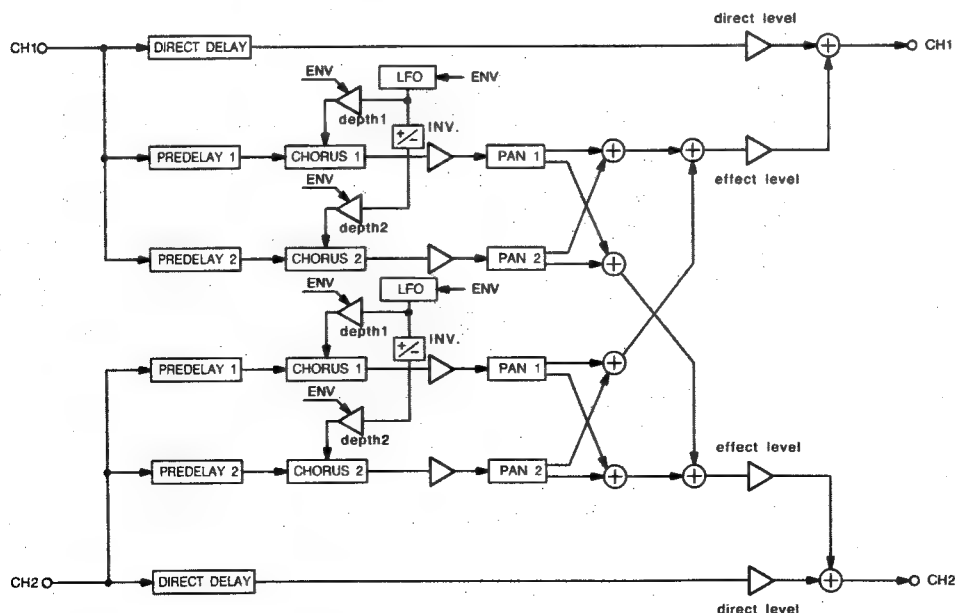 direct level
CH1 DIRECT DELAY CH1
ENV LFO ENV
depth1 +/- INV.
PREDELAY 1 CHORUS 1 PAN 1 + +
effect level
ENV
depth2
PREDELAY 2 CHORUS 2 PAN 2 +
ENV LFO ENV
depth1 +/- INV.
PREDELAY 1 CHORUS 1 PAN 1 +
ENV
depth2
effect level
PREDELAY 2 CHORUS 2 PAN 2 + +
CH2 DIRECT DELAY + CH2
direct level